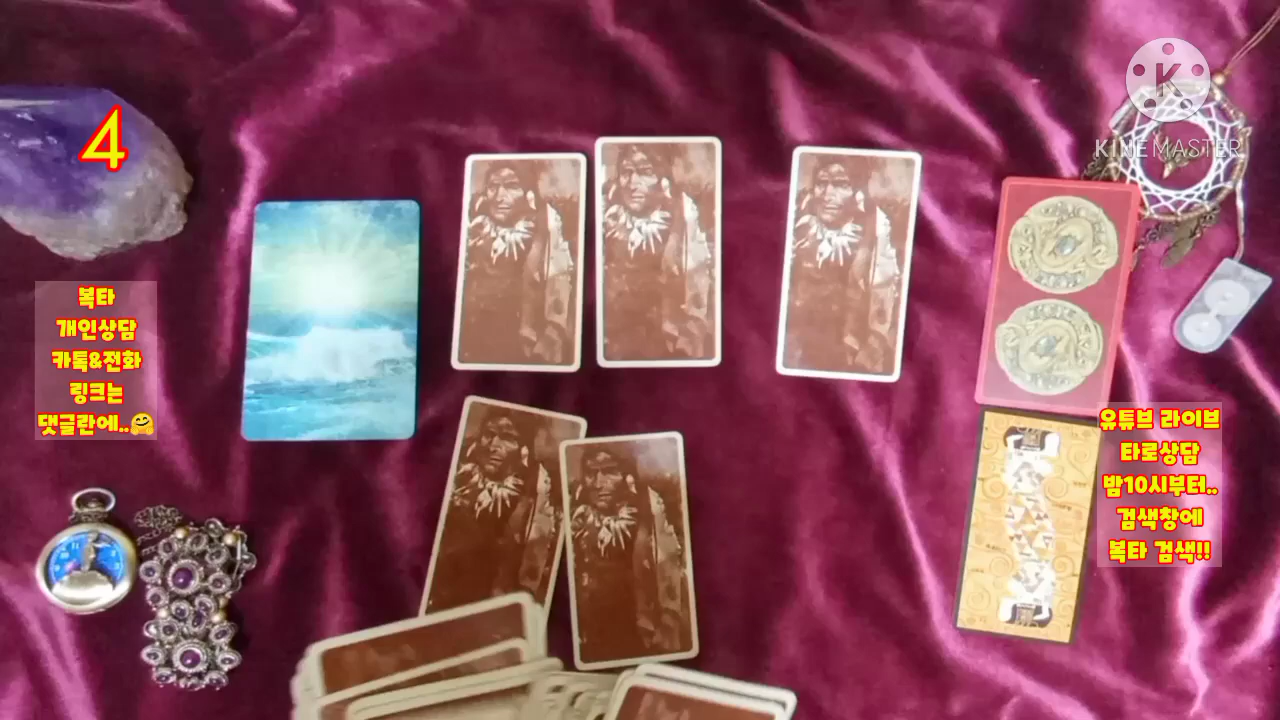 4
복타
개인상담
카톡&전화
링크는
댓글란에..🤗
K
KINEMASTER
유튜브 라이브
타로상담
밤10시부터..
검색창에
복타 검색!!